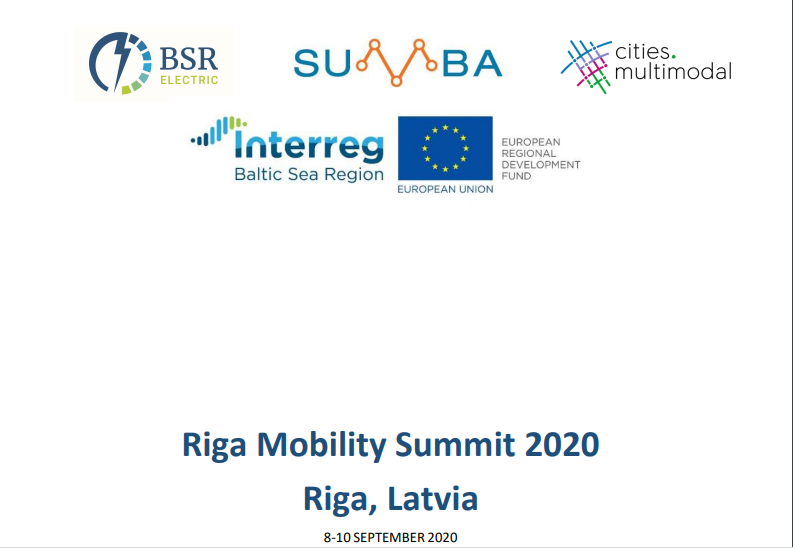 BSR
ELECTRIC
SUMBA
cities.
multimodal
Interreg
Baltic Sea Region
EUROPEAN UNION
EUROPEAN
REGIONAL
DEVELOPMENT
FUND
Riga Mobility Summit 2020
Riga, Latvia
8-10 SEPTEMBER 2020